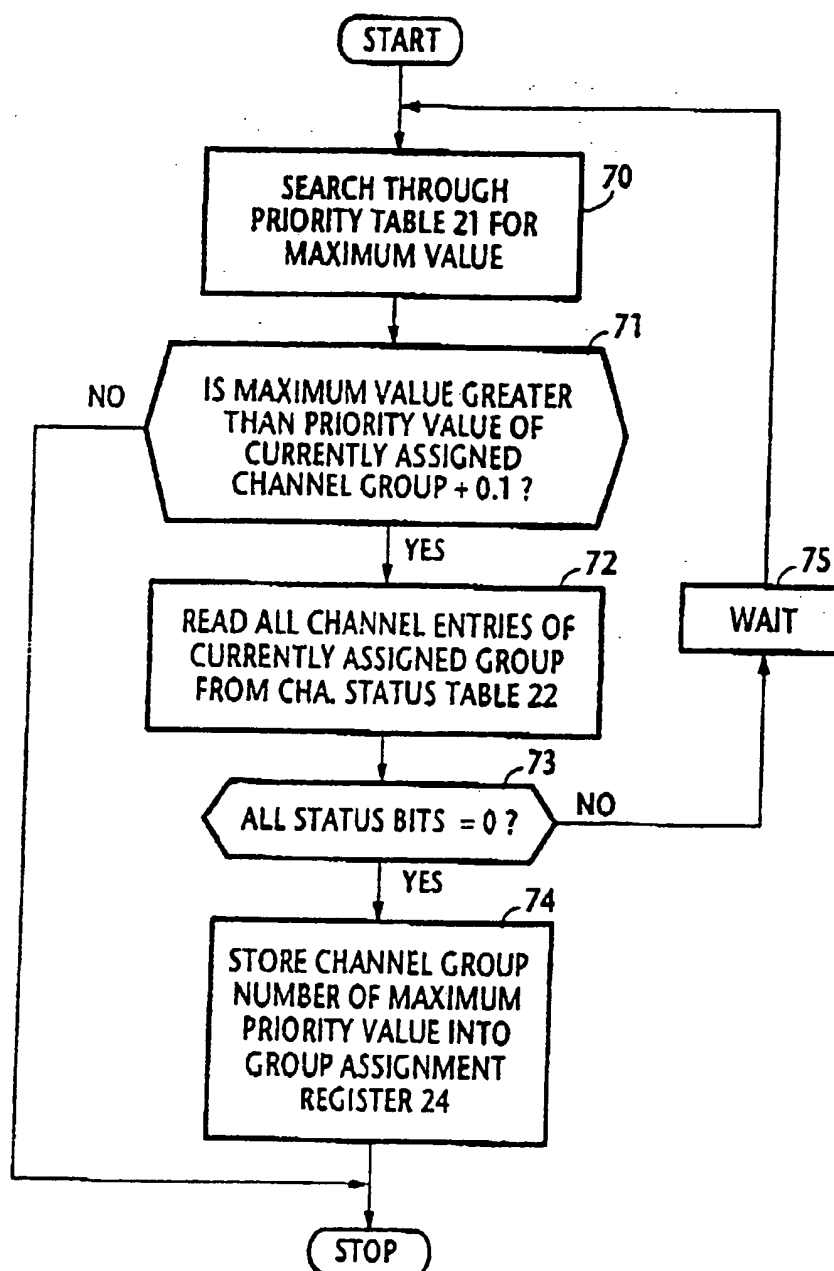 START
70
SEARCH THROUGH
PRIORITY TABLE 21 FOR
MAXIMUM VALUE
71
NO
IS MAXIMUM VALUE GREATER
THAN PRIORITY VALUE OF
CURRENTLY ASSIGNED
CHANNEL GROUP + 0.1 ?
YES
72
75
READ ALL CHANNEL ENTRIES OF
CURRENTLY ASSIGNED GROUP
FROM CHA. STATUS TABLE 22
WAIT
73
ALL STATUS BITS = 0 ?
NO
YES
74
STORE CHANNEL GROUP
NUMBER OF MAXIMUM
PRIORITY VALUE INTO
GROUP ASSIGNMENT
REGISTER 24
STOP